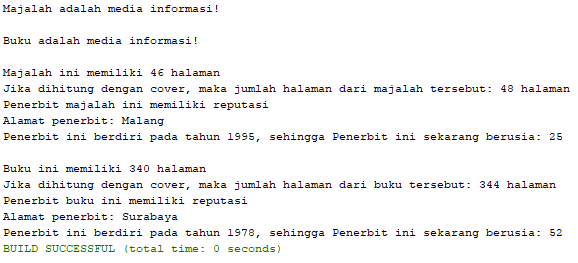 Majalah adalah media informasi!
Buku adalah media informasi!
Majalah ini memiliki 46 halaman
Jika dihitung dengan cover, maka jumlah halaman dari majalah tersebut: 48 halaman
Penerbit majalah ini memiliki reputasi
Alamat penerbit: Malang
Penerbit ini berdiri pada tahun 1995, sehingga Penerbit ini sekarang berusia: 25
Buku ini memiliki 340 halaman
Jika dihitung dengan cover, maka jumlah halaman dari buku tersebut: 344 halaman
Penerbit buku ini memiliki reputasi
Alamat penerbit: Surabaya
Penerbit ini berdiri pada tahun 1978, sehingga Penerbit ini sekarang berusia: 52
BUILD SUCCESSFUL (total time: 0 seconds)